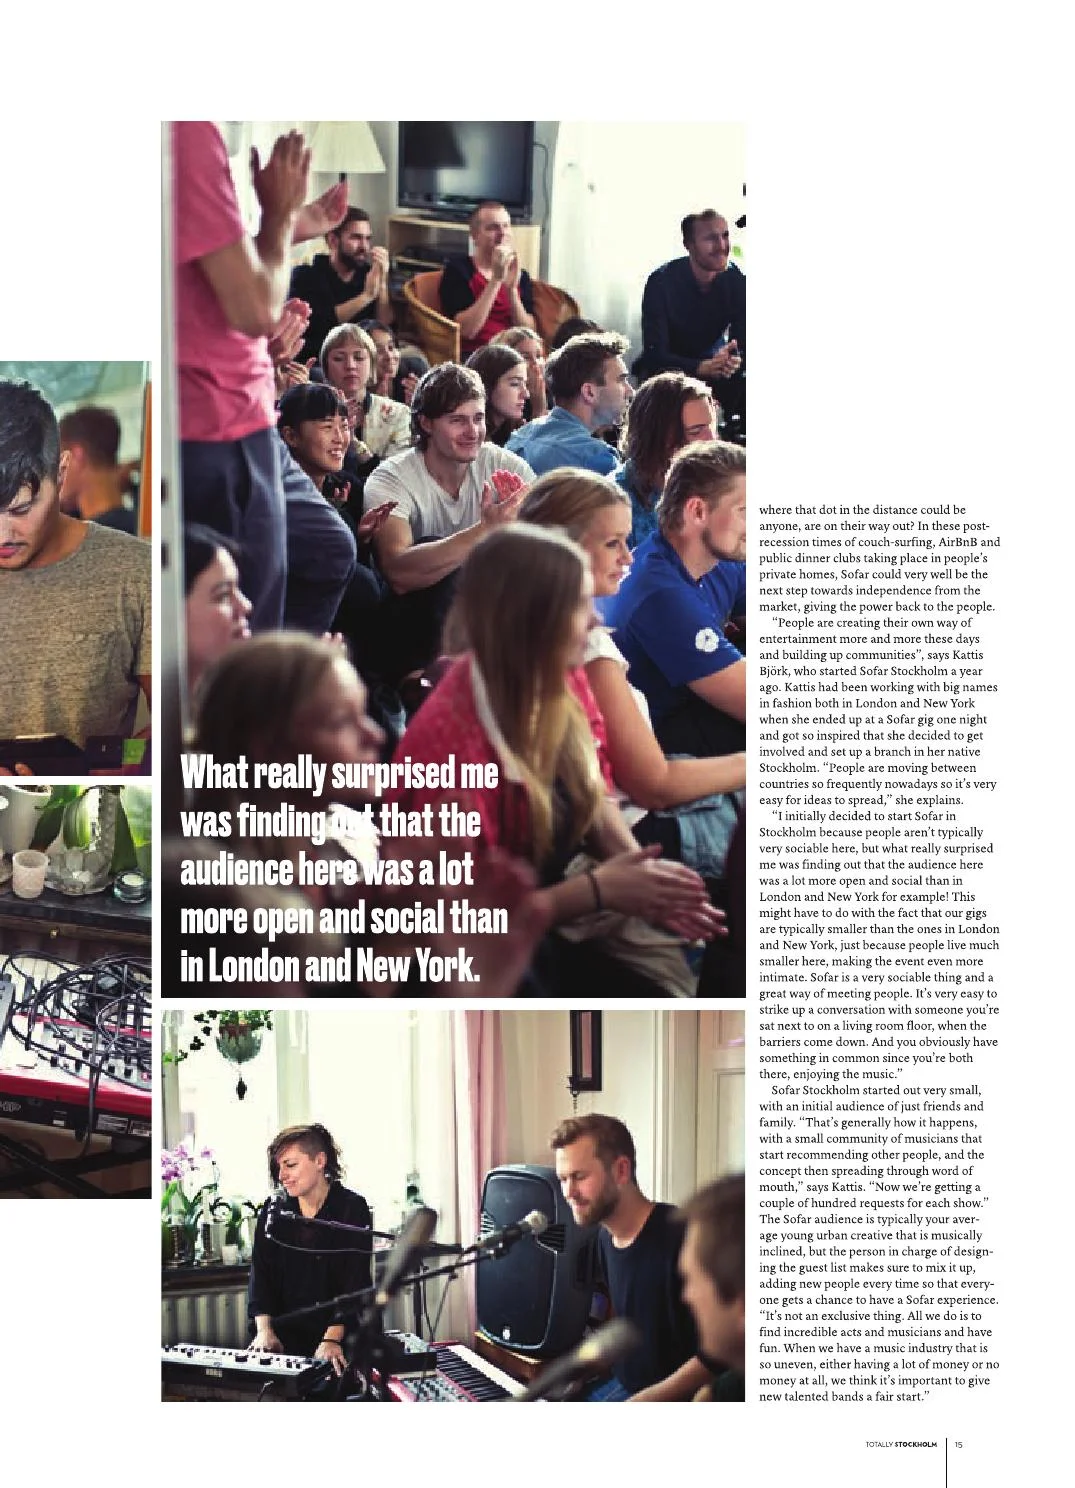 What really surprised me
was finding out that the
audience here was a lot
more open and social than
in London and New York.
where that dot in the distance could be
anyone, are on their way out? In these post-
recession times of couch-surfing, AirBnB and
public dinner clubs taking place in people's
private homes, Sofar could very well be the
next step towards independence from the
market, giving the power back to the people.
“People are creating their own way of
entertainment more and more these days
and building up communities”, says Kattis
Björk, who started Sofar Stockholm a year
ago. Kattis had been working with big names
in fashion both in London and New York
when she ended up at a Sofar gig one night
and got so inspired that she decided to get
involved and set up a branch in her native
Stockholm. “People are moving between
countries so frequently nowadays so it's very
easy for ideas to spread,” she explains.
“I initially decided to start Sofar in
Stockholm because people aren't typically
very sociable here, but what really surprised
me was finding out that the audience here
was a lot more open and social than in
London and New York for example! This
might have to do with the fact that our gigs
are typically smaller than the ones in London
and New York, just because people live much
smaller here, making the event even more
intimate. Sofar is a very sociable thing and a
great way of meeting people. It's very easy to
strike up a conversation with someone you're
sat next to on a living room floor, when the
barriers come down. And you obviously have
something in common since you're both
there, enjoying the music.”
Sofar Stockholm started out very small,
with an initial audience of just friends and
family. “That's generally how it happens,
with a small community of musicians that
start recommending other people, and the
concept then spreading through word of
mouth,” says Kattis. “Now we're getting a
couple of hundred requests for each show.”
The Sofar audience is typically your aver-
age young urban creative that is musically
inclined, but the person in charge of design-
ing the guest list makes sure to mix it up,
adding new people every time so that every-
one gets a chance to have a Sofar experience.
“It's not an exclusive thing. All we do is to
find incredible acts and musicians and have
fun. When we have a music industry that is
so uneven, either having a lot of money or no
money at all, we think it's important to give
new talented bands a fair start.”
TOTALLY STOCKHOLM 15